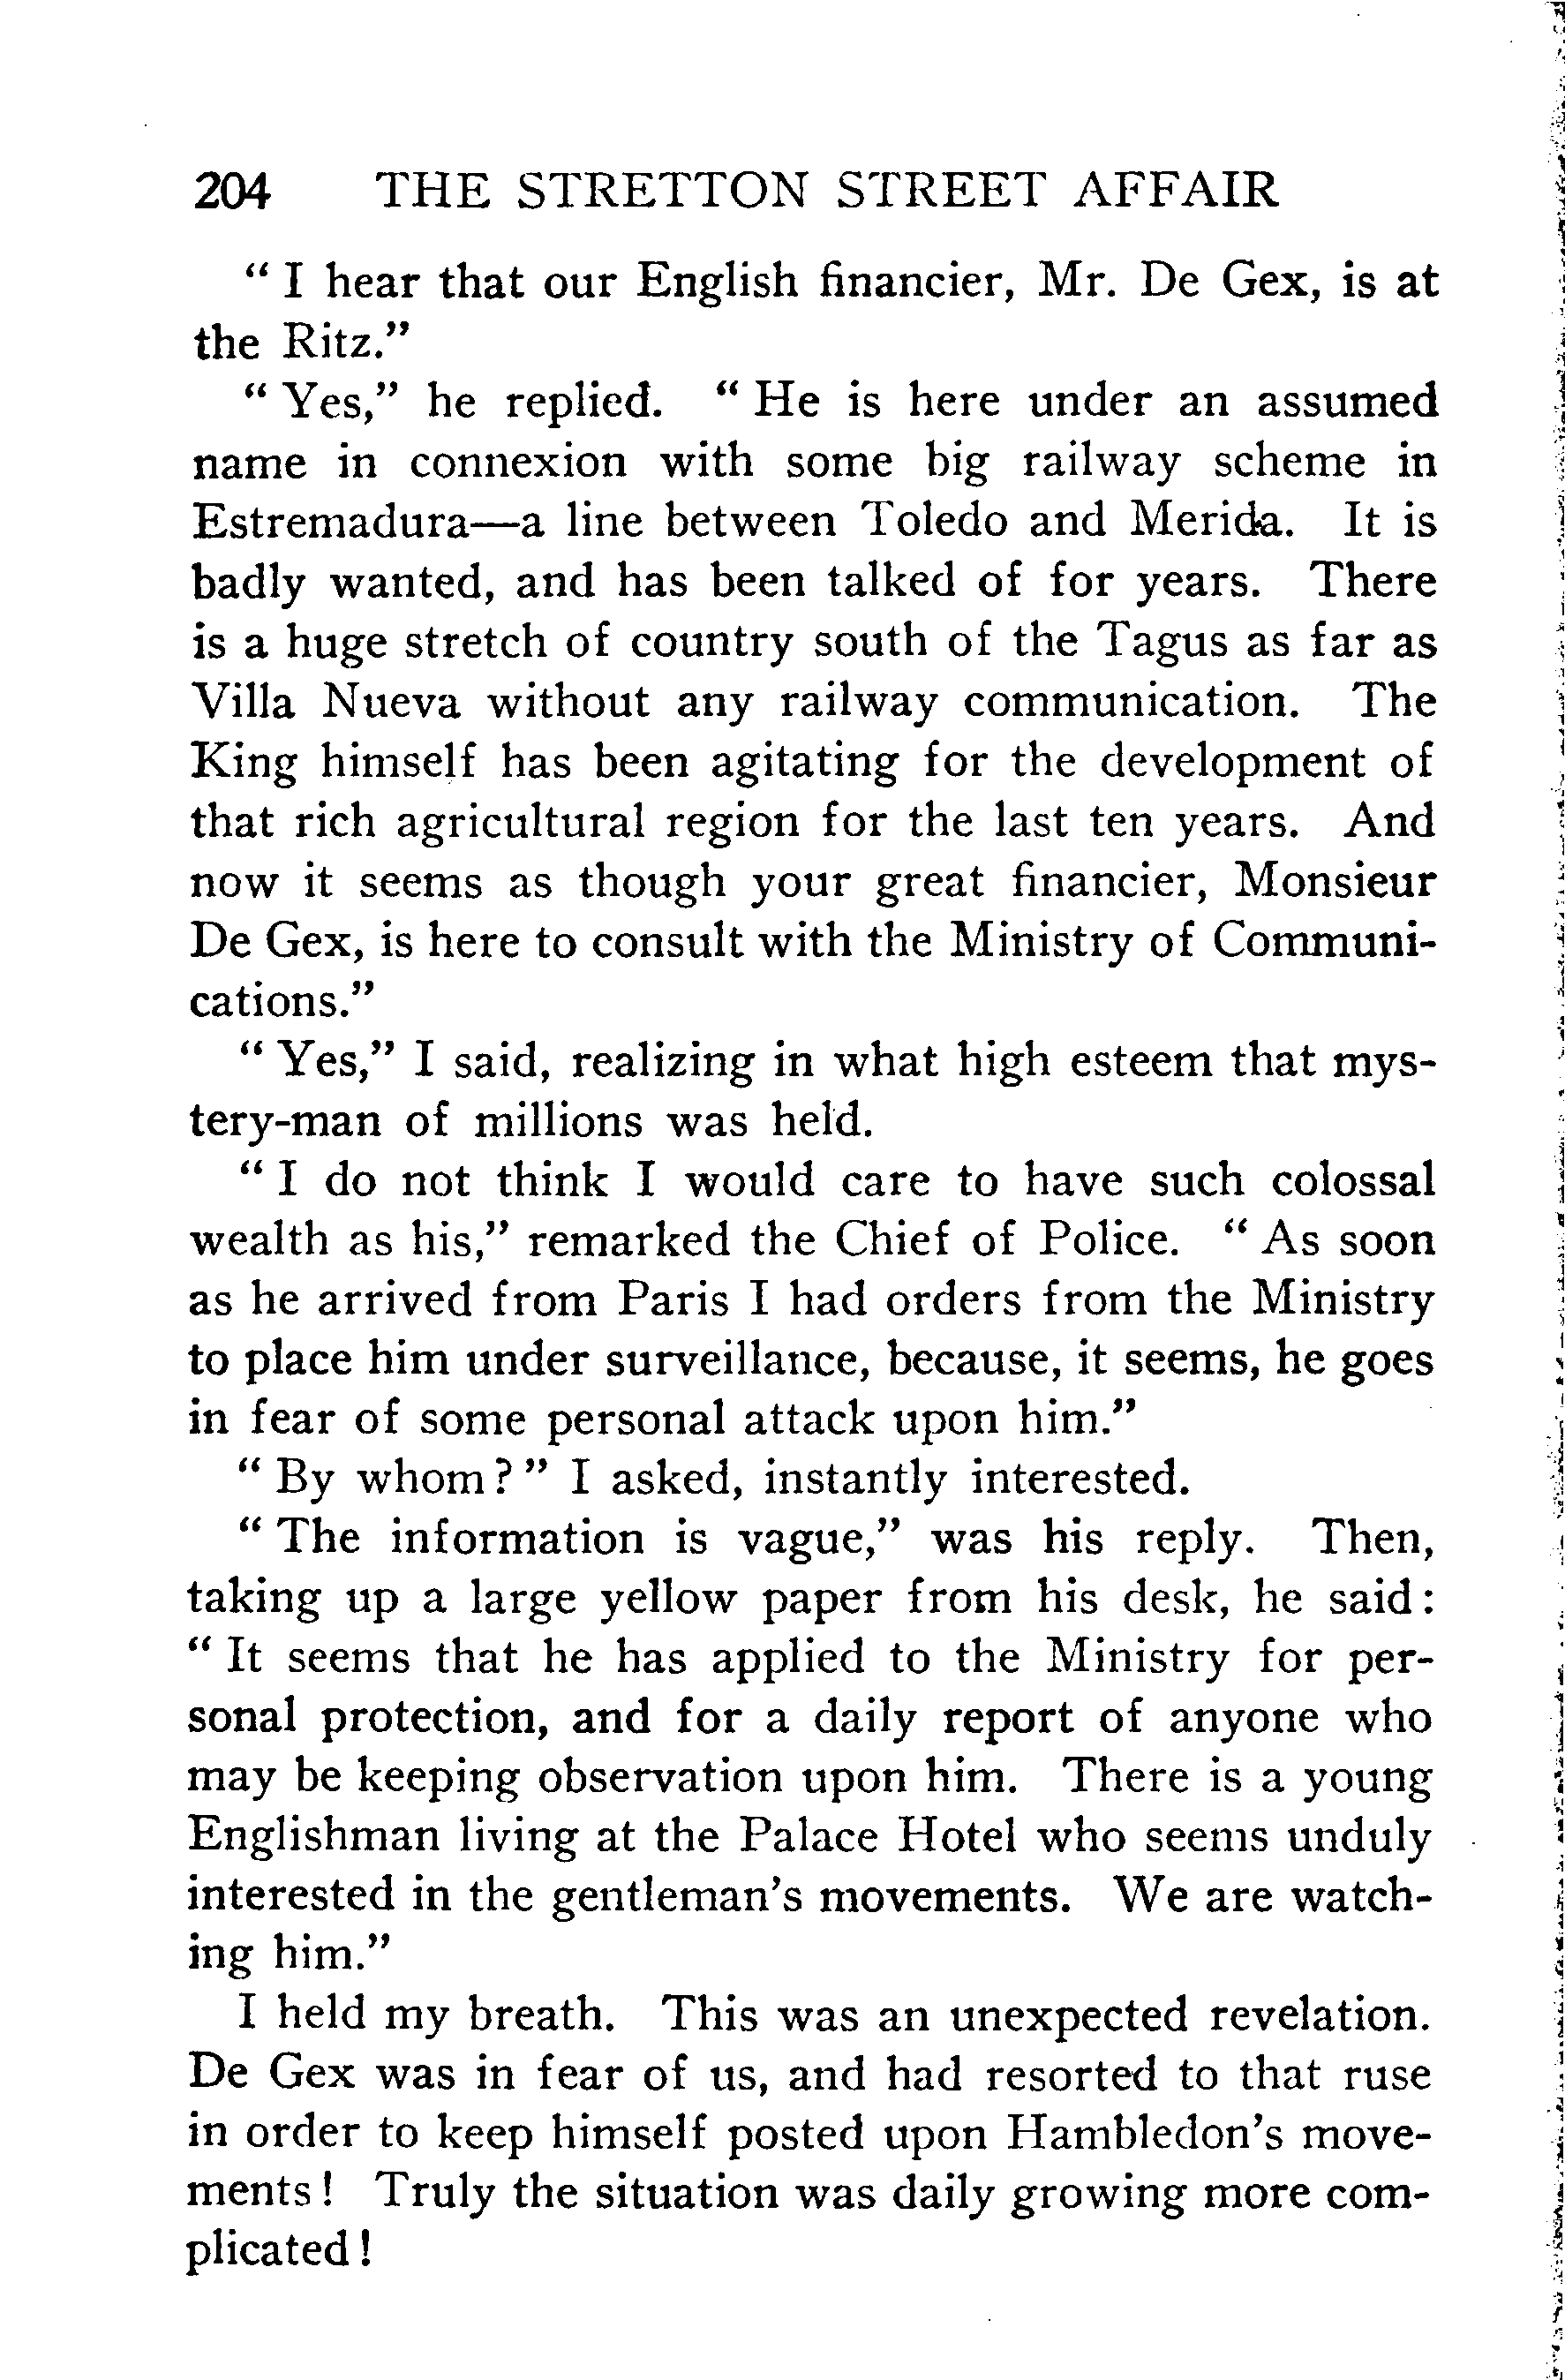 204 THE STRETTON STREET AFFAIR
“ I hear that our English financier, Mr. De Gex, is at
the Ritz.”
“ Yes,” he replied. “ He is here under an assumed
name in connexion with some big railway scheme in
Estremadura—a line between Toledo and Merida. It is
badly wanted, and has been talked of for years. There
is a huge stretch of country south of the Tagus as far as
Villa Nueva without any railway communication. The
King himself has been agitating for the development of
that rich agricultural region for the last ten years. And
now it seems as though your great financier, Monsieur
De Gex, is here to consult with the Ministry of Communi-
cations.”
“ Yes,” I said, realizing in what high esteem that mys-
tery-man of millions was held.
“ I do not think I would care to have such colossal
wealth as his,” remarked the Chief of Police. “ As soon
as he arrived from Paris I had orders from the Ministry
to place him under surveillance, because, it seems, he goes
in fear of some personal attack upon him.”
“ By whom ? ” I asked, instantly interested.
“ The information is vague,” was his reply. Then,
taking up a large yellow paper from his desk, he said :
“ It seems that he has applied to the Ministry for per-
sonal protection, and for a daily report of anyone who
may be keeping observation upon him. There is a young
Englishman living at the Palace Hotel who seems unduly
interested in the gentleman’s movements. We are watch-
ing him.”
I held my breath. This was an unexpected revelation.
De Gex was in fear of us, and had resorted to that ruse
in order to keep himself posted upon Hambledon’s move-
ments ! Truly the situation was daily growing more com-
plicated !